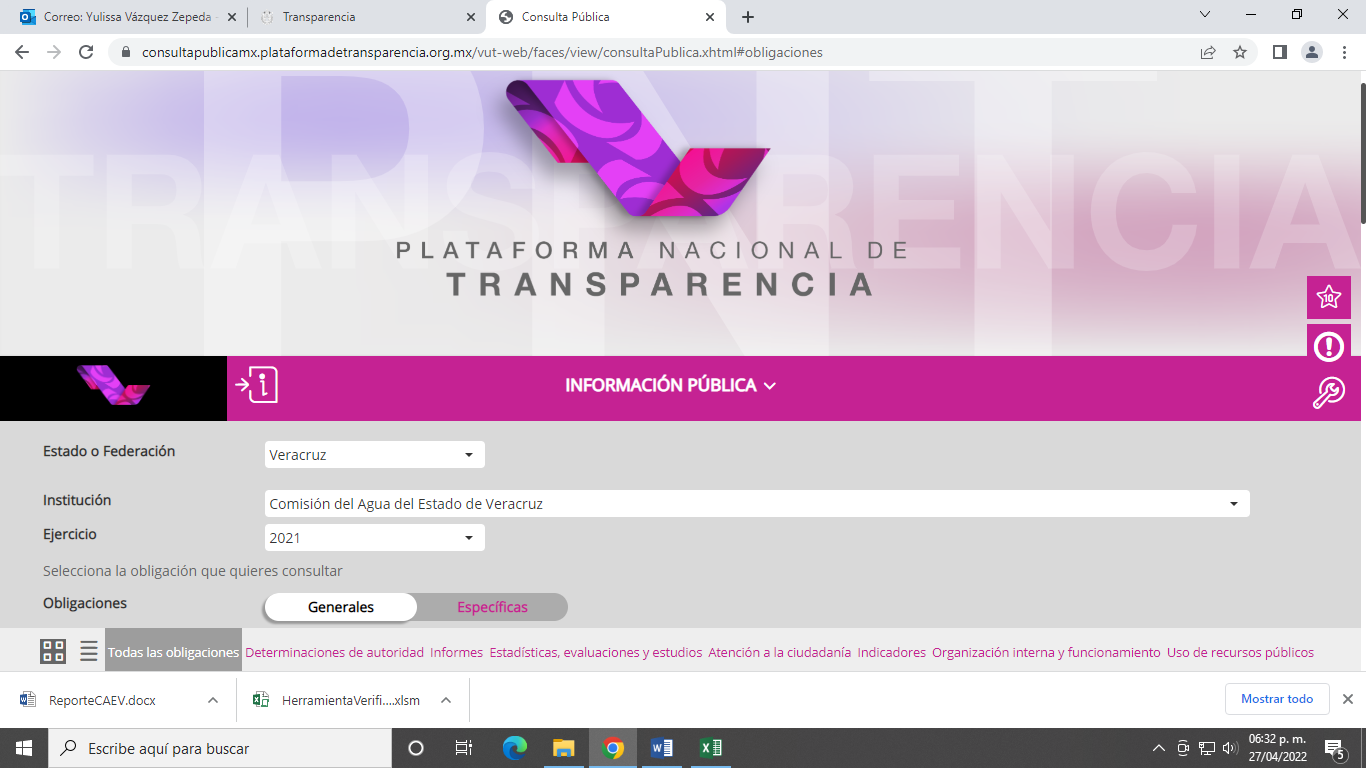 Correo: Yulissa Vázquez Zepeda
Transparencia
Consulta Pública
consultapublicamx.plataformadetransparencia.org.mx/vut-web/faces/view/consultaPublica.xhtml#obligaciones
PNT
TRANSPARENCIA
PLATAFORMA NACIONAL DE
TRANSPARENCIA
10
INFORMACIÓN PÚBLICA
Estado o Federación
Veracruz
Institución
Comisión del Agua del Estado de Veracruz
Ejercicio
2021
Selecciona la obligación que quieres consultar
Obligaciones
Generales
Específicas
Todas las obligaciones Determinaciones de autoridad Informes Estadísticas, evaluaciones y estudios Atención a la ciudadanía Indicadores Organización interna y funcionamiento Uso de recursos públicos
ReporteCAEV.docx
HerramientaVerifi....xlsm
Mostrar todo
Escribe aquí para buscar
06:32 p. m.
27/04/2022
5